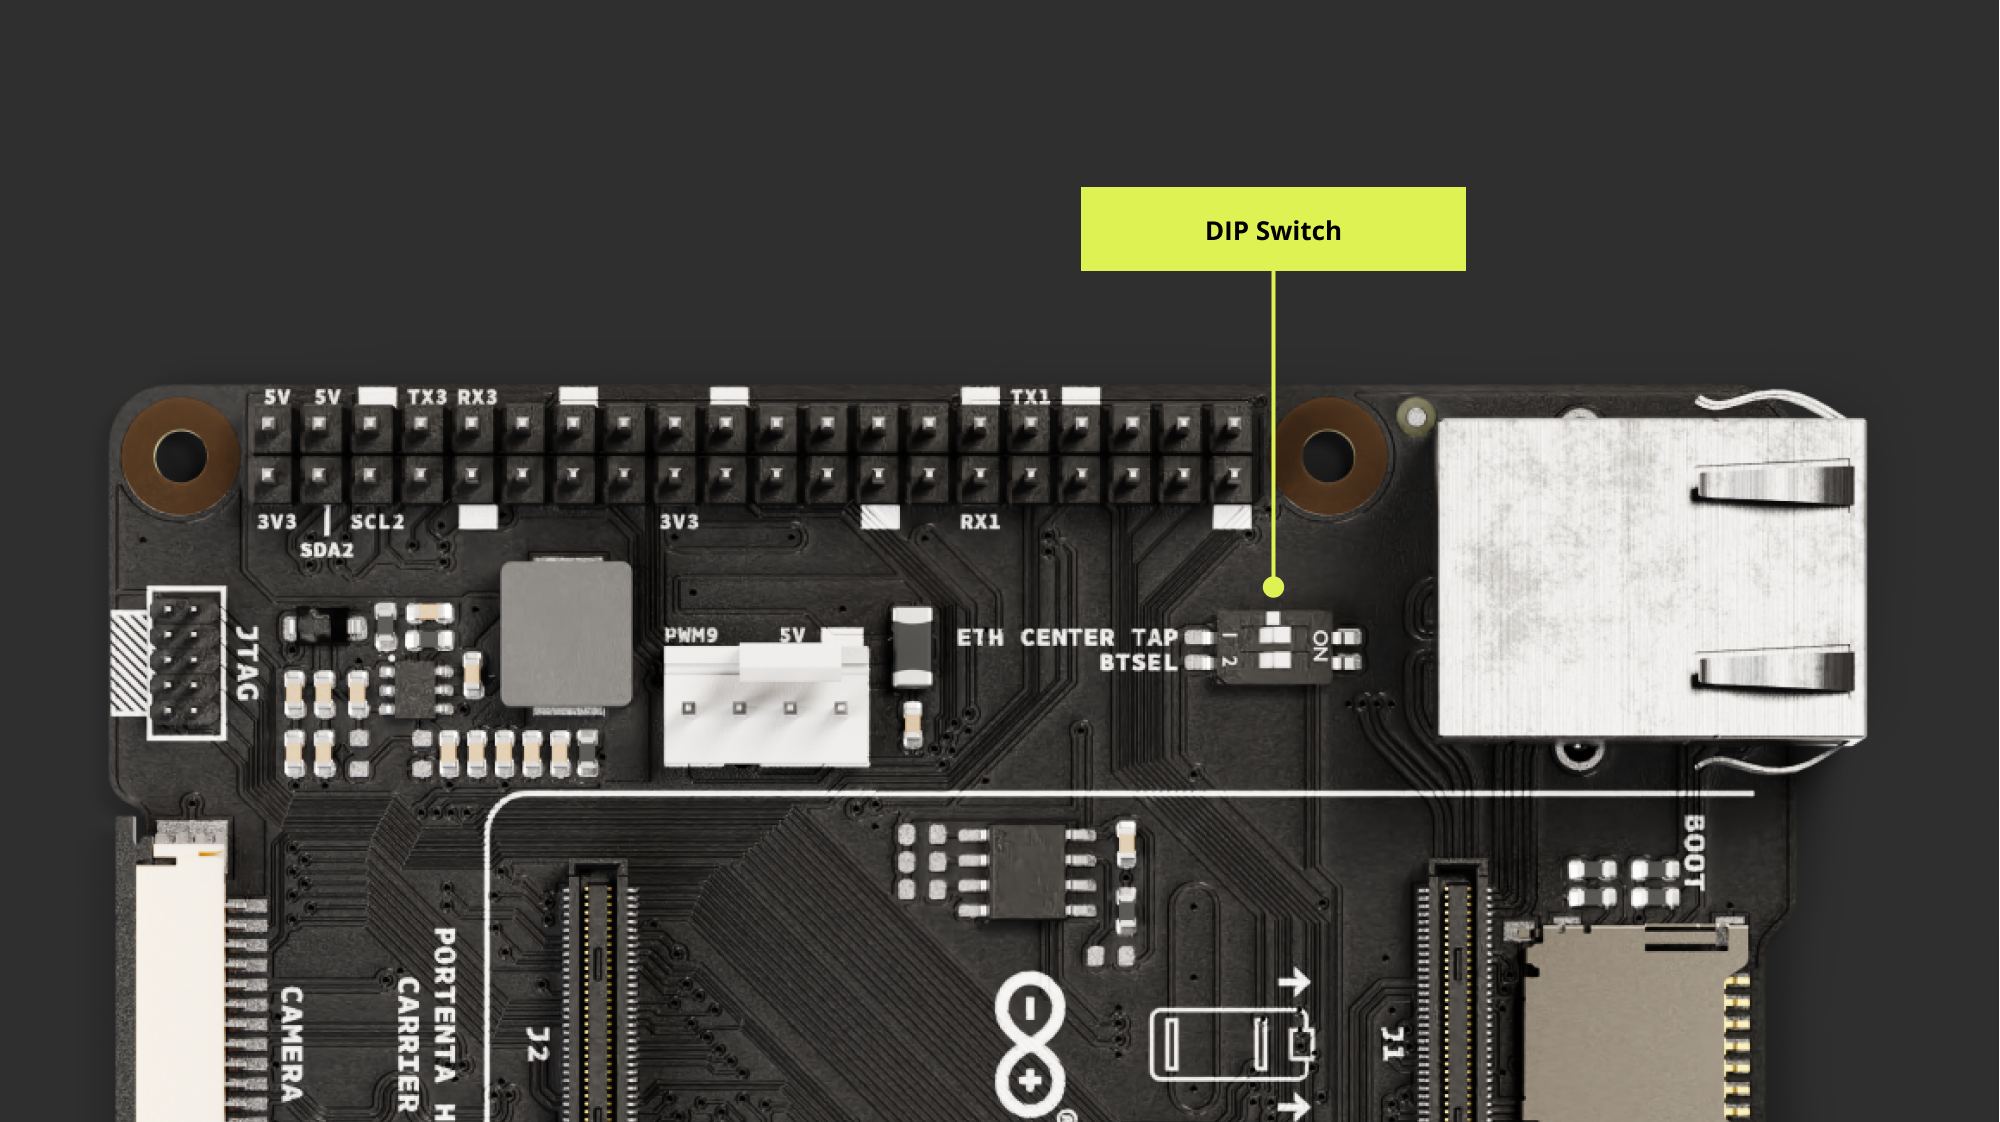 DIP Switch
5V 5V TX3 RX3 TX1
3V3 SCL2 3V3 RX1
SDA2
JTAG
PWM9 5V
ETH CENTER TAP
BTSEL
1
2
ON
BOOT
PORTENTA H
CARRIER
CAMERA
J2
J1
®